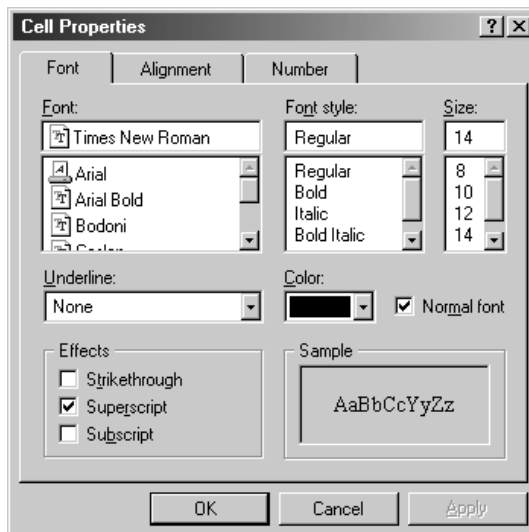 Cell Properties
Font Alignment Number
Font: Font style: Size:
Times New Roman Regular 14
Arial Regular 8
Arial Bold Bold 10
Bodoni Italic 12
Bold Italic 14
Underline: Color:
None Normal font
Effects Sample
Strikethrough
Superscript AaBbCcYyZz
Subscript
OK Cancel Apply